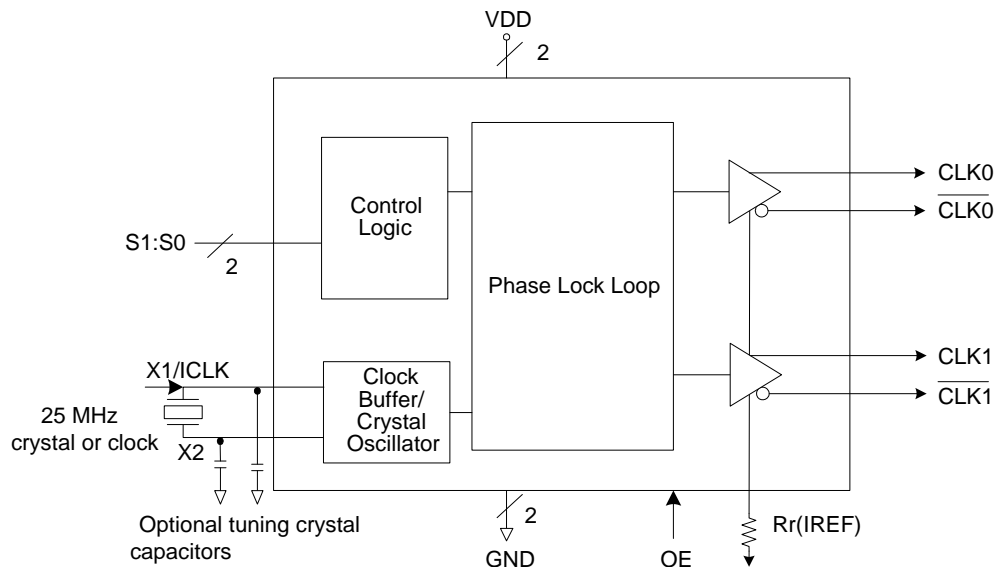 VDD
2
Control
Logic
S1:S0
2
Phase Lock Loop
CLK0
CLK0
X1/ICLK
Clock
Buffer/
Crystal
Oscillator
25 MHz
crystal or clock
X2
CLK1
CLK1
Optional tuning crystal
capacitors
2
GND
OE
Rr(IREF)